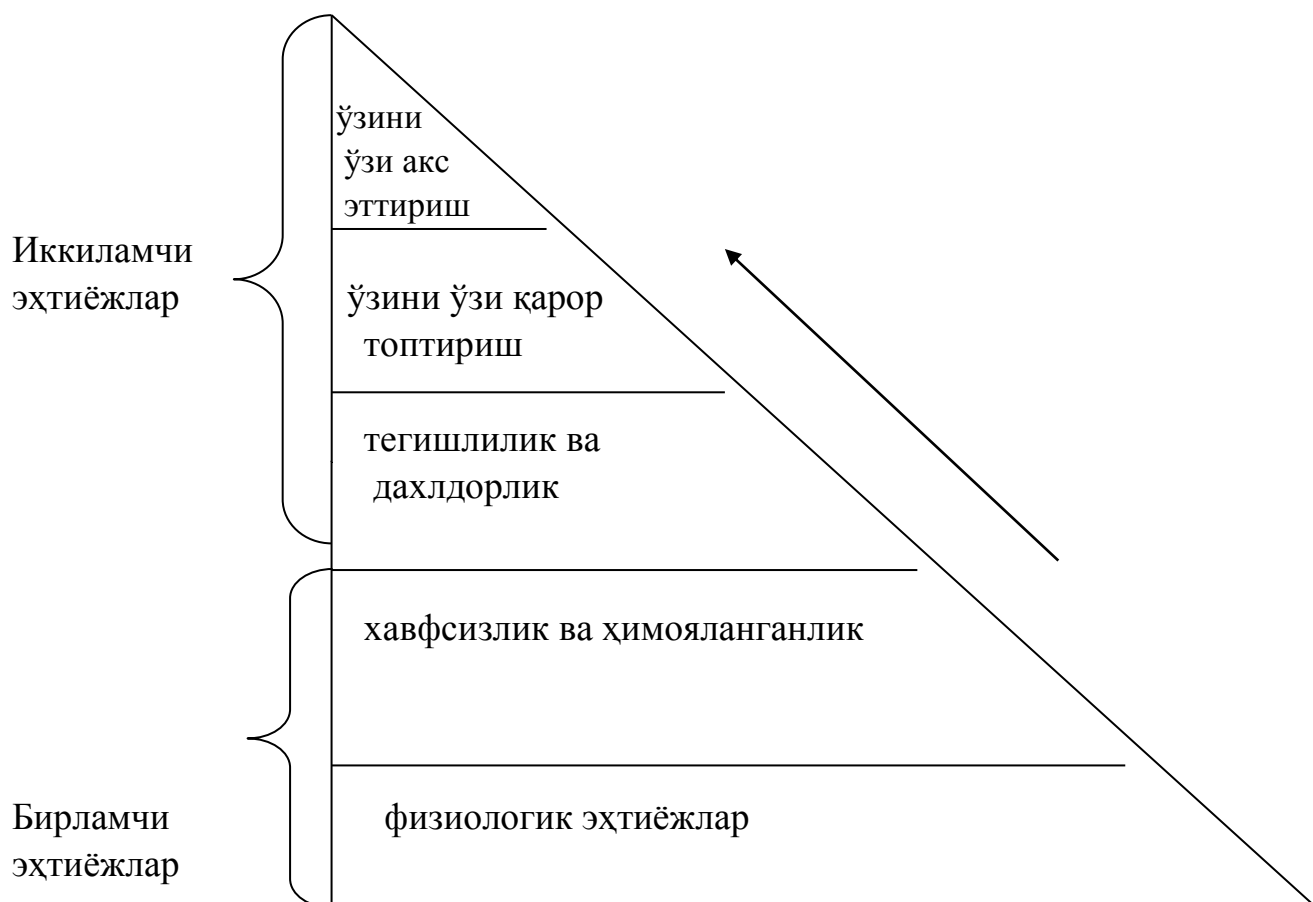 ўзини
ўзи акс
эттириш
Иккиламчи
эҳтиёжлар
ўзини ўзи қарор
топтириш
тегишлилик ва
дахлдорлик
хавфсизлик ва ҳимояланганлик
Бирламчи
эҳтиёжлар
физиологик эҳтиёжлар